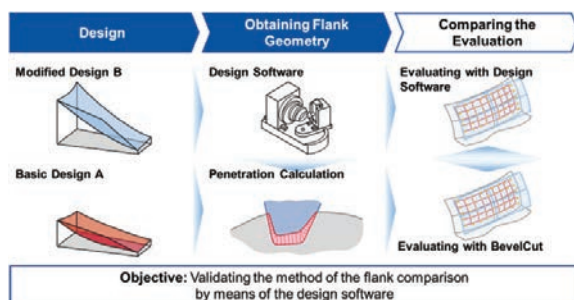 Design
Obtaining Flank
Geometry
Comparing the
Evaluation
Modified Design B
Design Software
Evaluating with Design
Software
Basic Design A
Penetration Calculation
Evaluating with BevelCut
Objective: Validating the method of the flank comparison
by means of the design software